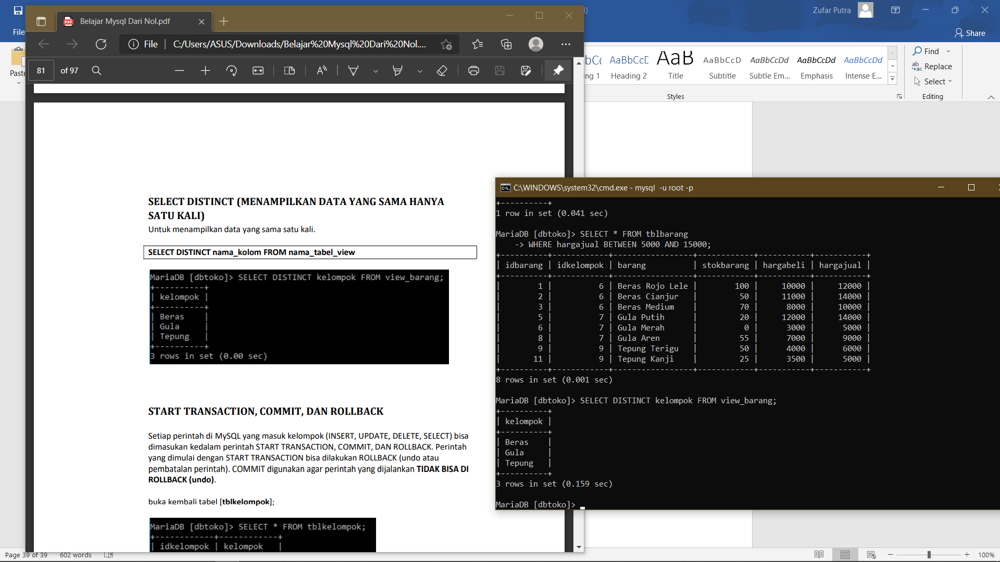 Zufar Putra
File
Share
Paste
Find
Replace
Select
Editing
AaBbCcD
AaBbCcDd
AaBbCcDd
AaBbCcDd
AaB
Heading 2
Title
Subtitle
Subtle Em...
Emphasis
Intense E...
Styles
Belajar Mysql Dari Nol.pdf
File
C:/Users/ASUS/Downloads/Belajar%20Mysql%20Dari%20Nol....
81 of 97
SELECT DISTINCT (MENAMPILKAN DATA YANG SAMA HANYA
SATU KALI)
Untuk menampilkan data yang sama satu kali.
SELECT DISTINCT nama_kolom FROM nama_tabel_view
MariaDB [dbtoko]> SELECT DISTINCT kelompok FROM view_barang;
+----------+
| kelompok |
+----------+
| Beras    |
| Gula     |
| Tepung   |
+----------+
3 rows in set (0.00 sec)
START TRANSACTION, COMMIT, DAN ROLLBACK
Setiap perintah di MySQL yang masuk kelompok (INSERT, UPDATE, DELETE, SELECT) bisa
dimasukan kedalam perintah START TRANSACTION, COMMIT, DAN ROLLBACK. Perintah
yang dimulai dengan START TRANSACTION bisa dilakukan ROLLBACK (undo atau
pembatalan perintah). COMMIT digunakan agar perintah yang dijalankan TIDAK BISA DI
ROLLBACK (undo).
buka kembali tabel [tblkelompok];
MariaDB [dbtoko]> SELECT * FROM tblkelompok;
+------------+------------+
| idkelompok | kelompok   |
C:\WINDOWS\system32\cmd.exe - mysql  -u root -p
+----------+
1 row in set (0.041 sec)
MariaDB [dbtoko]> SELECT * FROM tblbarang
    -> WHERE hargajual BETWEEN 5000 AND 15000;
+----------+------------+-----------------+------------+-----------+-----------+
| idbarang | idkelompok | barang          | stokbarang | hargabeli | hargajual |
+----------+------------+-----------------+------------+-----------+-----------+
|        1 |          6 | Beras Rojo Lele |        100 |     10000 |     12000 |
|        2 |          6 | Beras Cianjur   |         50 |     11000 |     14000 |
|        3 |          6 | Beras Medium    |         70 |      8000 |     10000 |
|        5 |          7 | Gula Putih      |         20 |     12000 |     14000 |
|        6 |          7 | Gula Merah      |          0 |      3000 |      5000 |
|        8 |          7 | Gula Aren       |         55 |      7000 |      9000 |
|        9 |          9 | Tepung Terigu   |         50 |      4000 |      6000 |
|       11 |          9 | Tepung Kanji    |         25 |      3500 |      5000 |
+----------+------------+-----------------+------------+-----------+-----------+
8 rows in set (0.001 sec)
MariaDB [dbtoko]> SELECT DISTINCT kelompok FROM view_barang;
+----------+
| kelompok |
+----------+
| Beras    |
| Gula     |
| Tepung   |
+----------+
3 rows in set (0.159 sec)
MariaDB [dbtoko]>
Page 39 of 39
602 words
100%